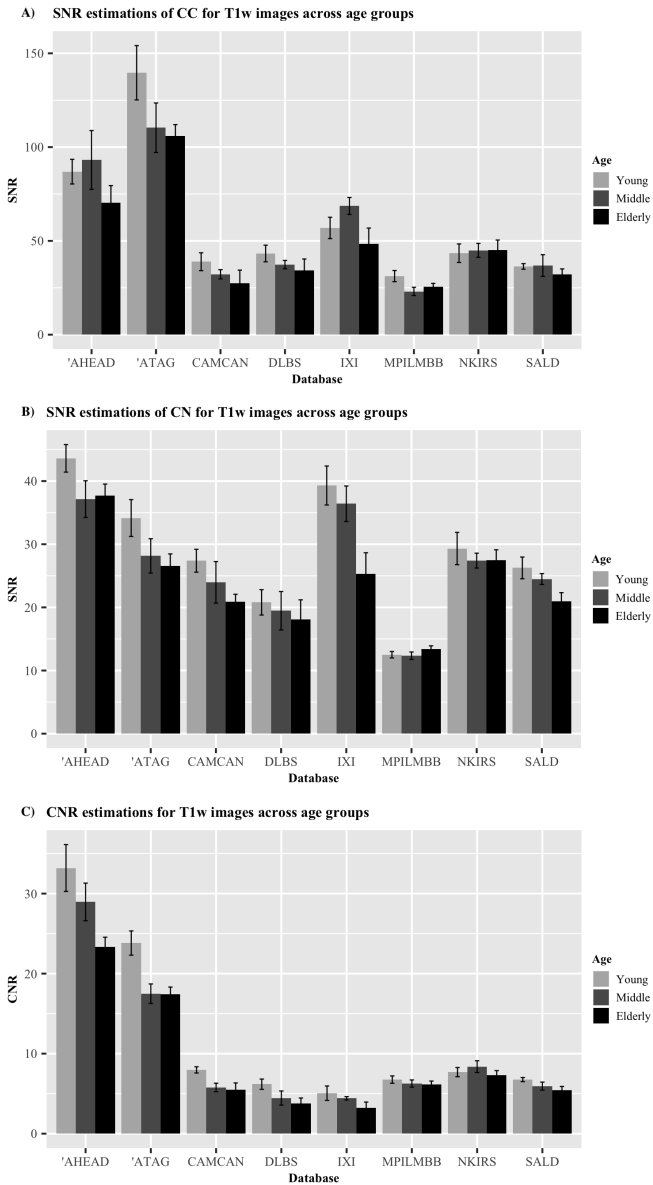 A) SNR estimations of CC for T1w images across age groups
150
100
50
0
SNR
'AHEAD 'ATAG CAMCAN DLBS IXI MPILMBB NKIRS SALD
Database
Age
Young
Middle
Elderly
B) SNR estimations of CN for T1w images across age groups
40
30
20
10
0
SNR
'AHEAD 'ATAG CAMCAN DLBS IXI MPILMBB NKIRS SALD
Database
Age
Young
Middle
Elderly
C) CNR estimations for T1w images across age groups
30
20
10
0
CNR
'AHEAD 'ATAG CAMCAN DLBS IXI MPILMBB NKIRS SALD
Database
Age
Young
Middle
Elderly